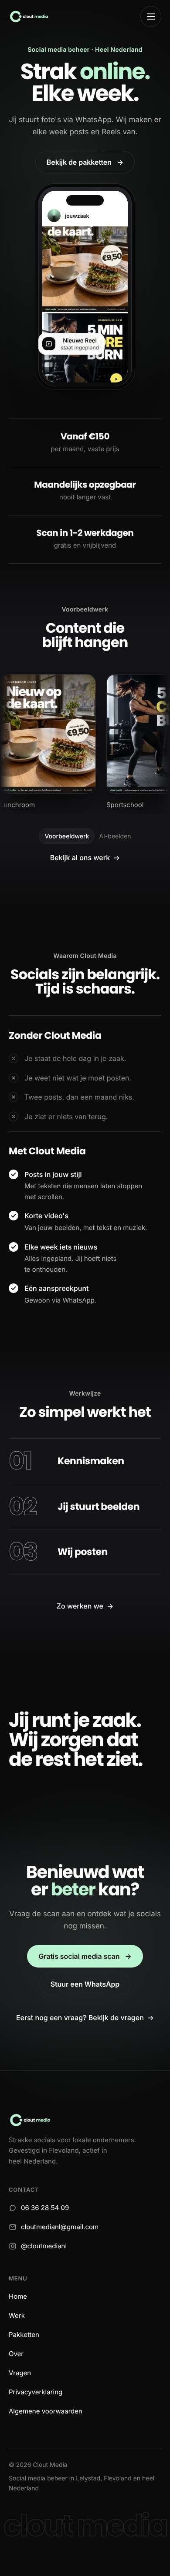 clout media
Social media beheer · Heel Nederland
Strak online.
Elke week.
Jij stuurt foto's via WhatsApp. Wij maken er
elke week posts en Reels van.
Bekijk de pakketten →
jouwzaak
de kaart.
€9,50
Nieuwe Reel
staat ingepland
5 MIN
Vanaf €150
per maand, vaste prijs
Maandelijks opzegbaar
nooit langer vast
Scan in 1-2 werkdagen
gratis en vrijblijvend
Voorbeeldwerk
Content die
blijft hangen
Nieuw op
de kaart.
€9,50
Lunchroom
Sportschool
Voorbeeldwerk
AI-beelden
Bekijk al ons werk →
Waarom Clout Media
Socials zijn belangrijk.
Tijd is schaars.
Zonder Clout Media
Je staat de hele dag in je zaak.
Je weet niet wat je moet posten.
Twee posts, dan een maand niks.
Je ziet er niets van terug.
Met Clout Media
Posts in jouw stijl
Met teksten die mensen laten stoppen
met scrollen.
Korte video's
Van jouw beelden, met tekst en muziek.
Elke week iets nieuws
Alles ingepland. Jij hoeft niets
te onthouden.
Eén aanspreekpunt
Gewoon via WhatsApp.
Werkwijze
Zo simpel werkt het
01 Kennismaken
02 Jij stuurt beelden
03 Wij posten
Zo werken we →
Jij runt je zaak.
Wij zorgen dat
de rest het ziet.
Benieuwd wat
er beter kan?
Vraag de scan aan en ontdek wat je socials
nog missen.
Gratis social media scan →
Stuur een WhatsApp
Eerst nog een vraag? Bekijk de vragen →
clout media
Strakke socials voor lokale ondernemers.
Gevestigd in Flevoland, actief in
heel Nederland.
CONTACT
06 36 28 54 09
cloutmedianl@gmail.com
@cloutmedianl
MENU
Home
Werk
Pakketten
Over
Vragen
Privacyverklaring
Algemene voorwaarden
© 2026 Clout Media
Social media beheer in Lelystad, Flevoland en heel
Nederland
clout media